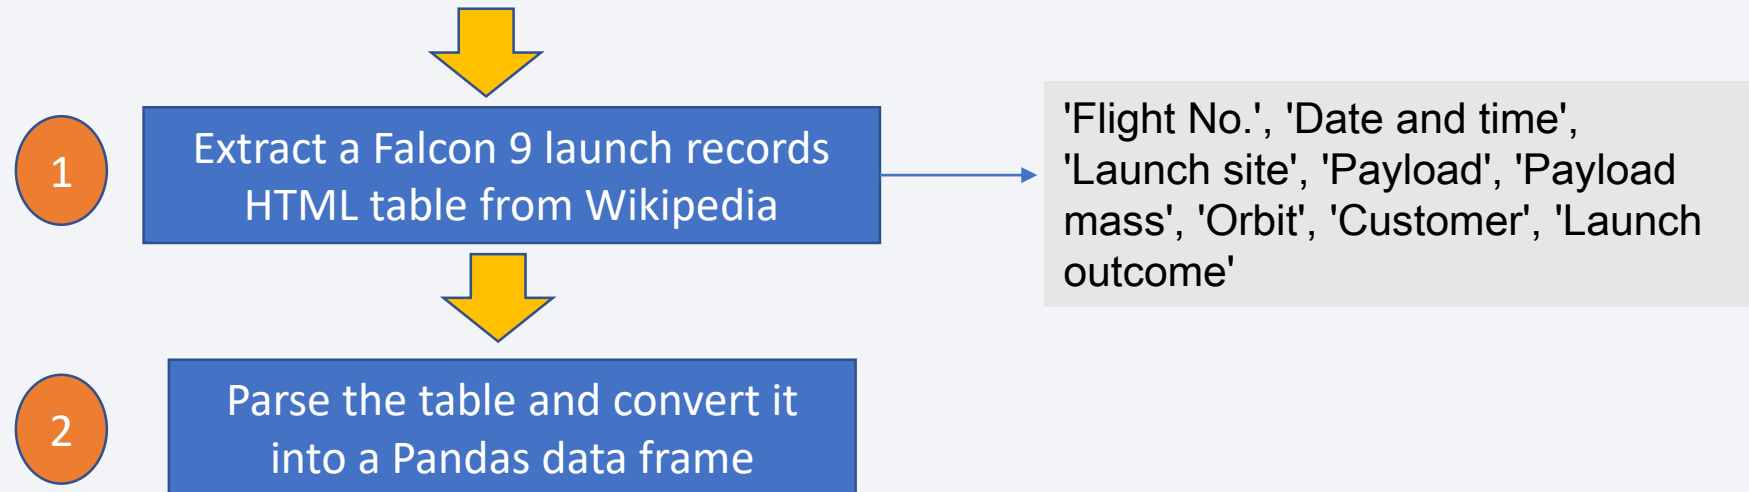 1
Extract a Falcon 9 launch records
HTML table from Wikipedia
'Flight No.', 'Date and time',
'Launch site', 'Payload', 'Payload
mass', 'Orbit', 'Customer', 'Launch
outcome'
2
Parse the table and convert it
into a Pandas data frame